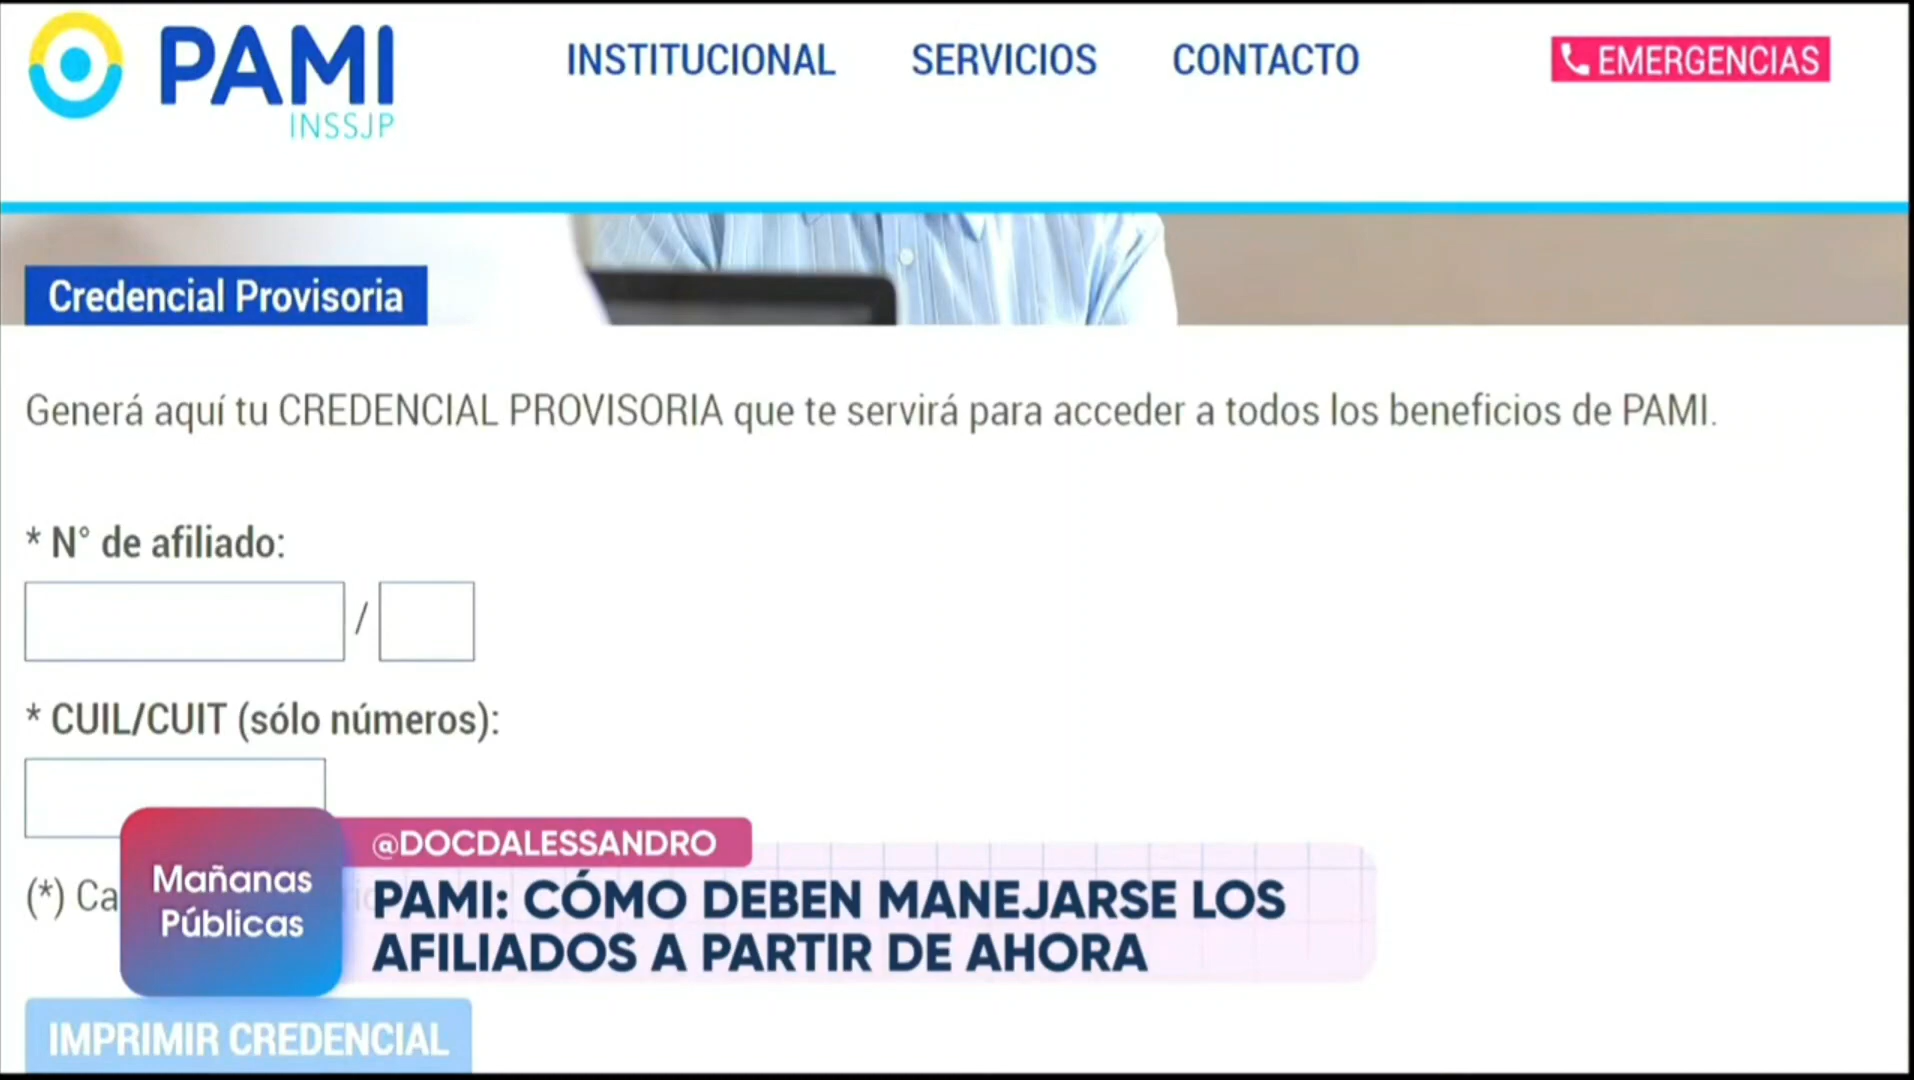 PAMI
INSSJP
INSTITUCIONAL
SERVICIOS
CONTACTO
EMERGENCIAS
Credencial Provisoria
Generá aquí tu CREDENCIAL PROVISORIA que te servirá para acceder a todos los beneficios de PAMI.
* N° de afiliado:
/
* CUIL/CUIT (sólo números):
(*) Ca
Mañanas
Públicas
@DOCDALESSANDRO
PAMI: CÓMO DEBEN MANEJARSE LOS
AFILIADOS A PARTIR DE AHORA
IMPRIMIR CREDENCIAL